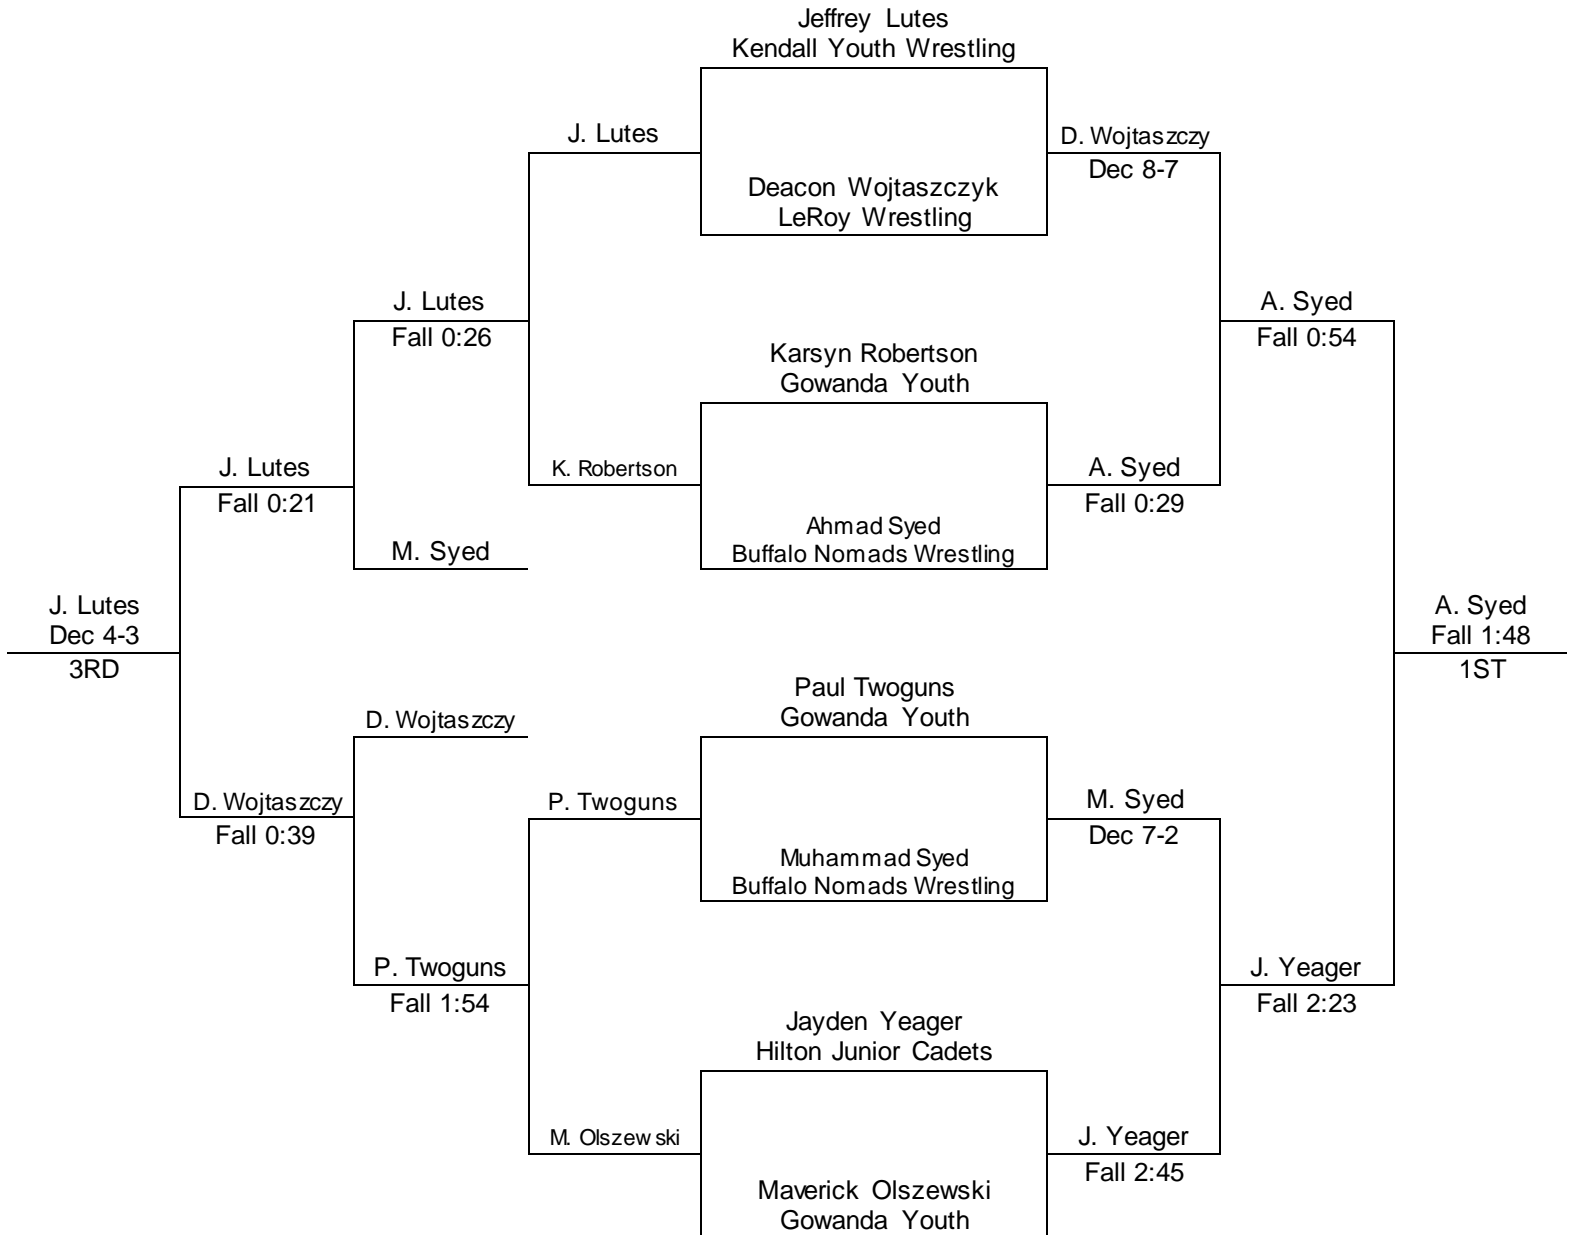 Jeffrey Lutes
Kendall Youth Wrestling
J. Lutes
D. Wojtaszczy
Dec 8-7
Deacon Wojtaszczyk
LeRoy Wrestling
J. Lutes
Fall 0:26
A. Syed
Fall 0:54
Karsyn Robertson
Gowanda Youth
J. Lutes
Fall 0:21
K. Robertson
A. Syed
Fall 0:29
Ahmad Syed
Buffalo Nomads Wrestling
M. Syed
J. Lutes
Dec 4-3
3RD
A. Syed
Fall 1:48
1ST
Paul Twoguns
Gowanda Youth
D. Wojtaszczy
D. Wojtaszczy
Fall 0:39
P. Twoguns
M. Syed
Dec 7-2
Muhammad Syed
Buffalo Nomads Wrestling
P. Twoguns
Fall 1:54
J. Yeager
Fall 2:23
Jayden Yeager
Hilton Junior Cadets
M. Olszewski
J. Yeager
Fall 2:45
Maverick Olszewski
Gowanda Youth